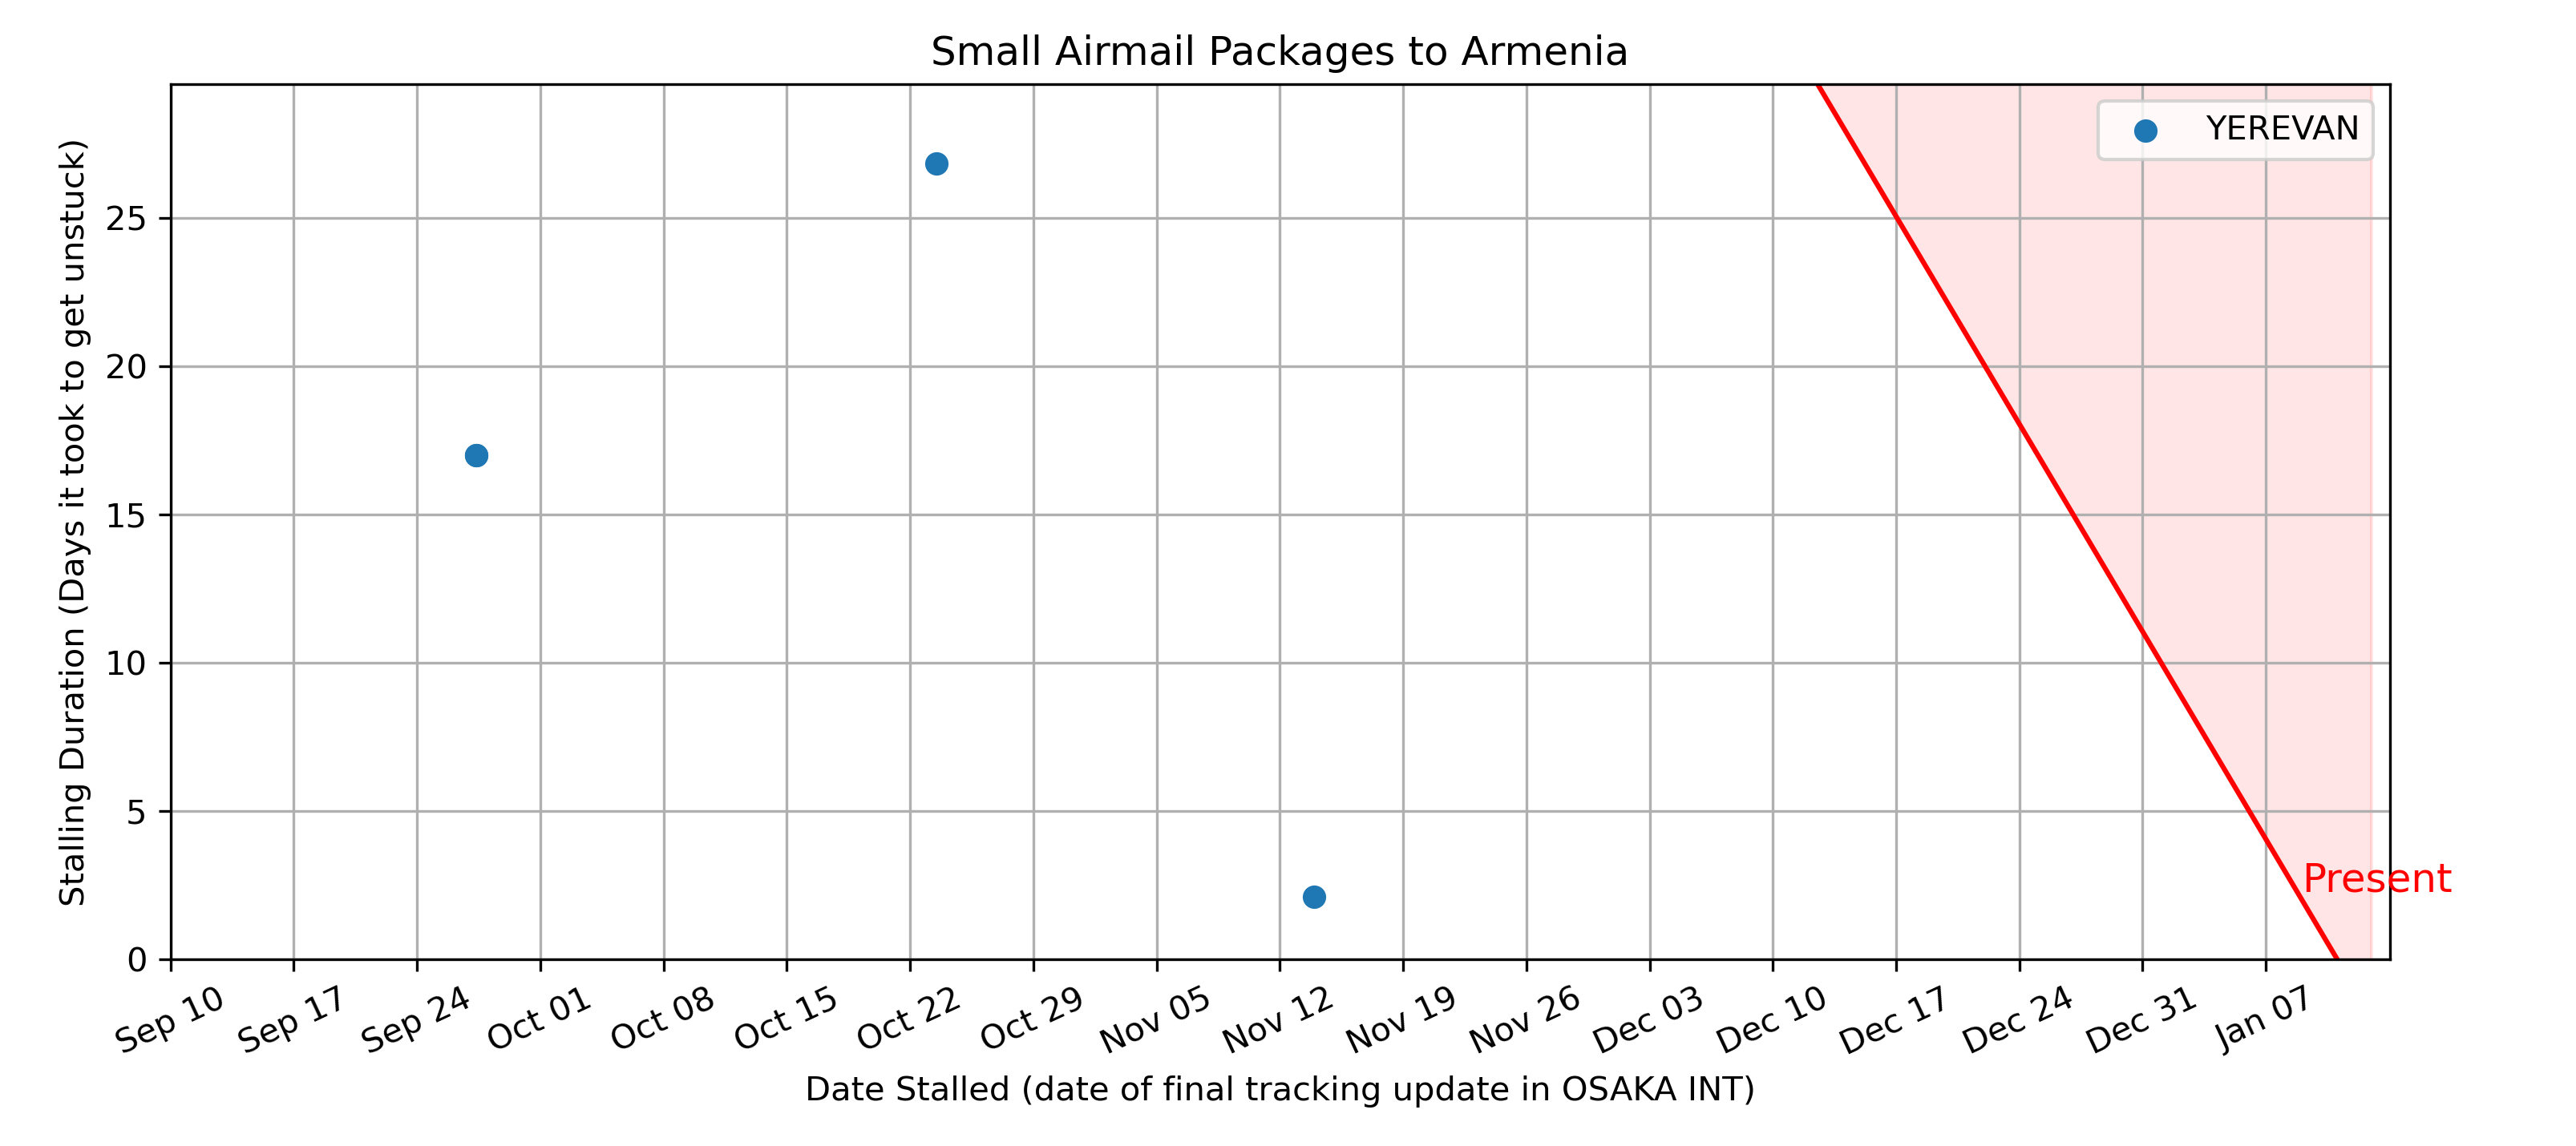 Small Airmail Packages to Armenia
YEREVAN
Stalling Duration (Days it took to get unstuck)
25
20
15
10
5
0
Present
Sep 10 Sep 17 Sep 24 Oct 01 Oct 08 Oct 15 Oct 22 Oct 29 Nov 05 Nov 12 Nov 19 Nov 26 Dec 03 Dec 10 Dec 17 Dec 24 Dec 31 Jan 07
Date Stalled (date of final tracking update in OSAKA INT)